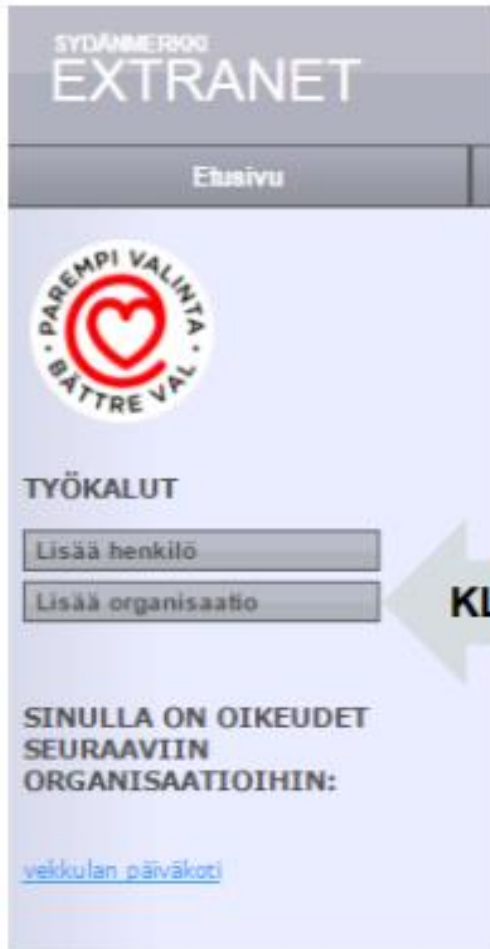 SYDÄNMERKKI
EXTRANET
Etusivu
PAREMPI VALINTA
BÄTTRE VAL
TYÖKALUT
Lisää henkilö
Lisää organisaatio
KL
SINULLA ON OIKEUDET
SEURAAVIIN
ORGANISAATIOIHIN:
vekkulan päiväkoti